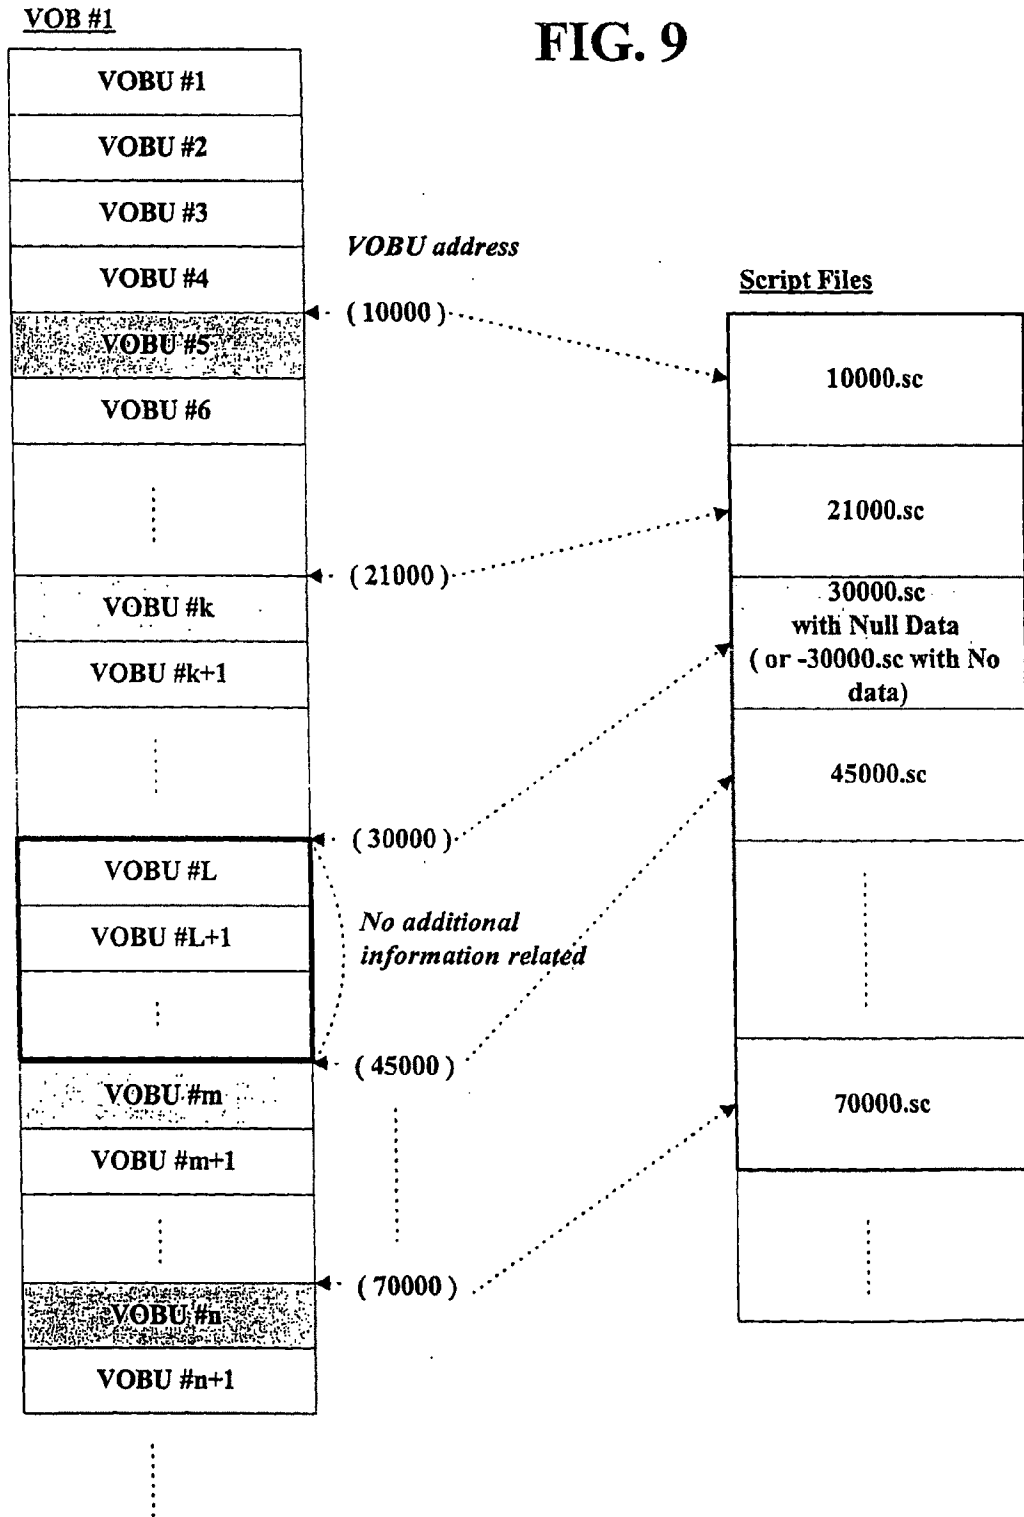 VOB #1
FIG. 9
VOBU #1
VOBU #2
VOBU #3
VOBU #4
VOBU #5
VOBU #6
VOBU #k
VOBU #k+1
VOBU #L
VOBU #L+1
VOBU #m
VOBU #m+1
VOBU #n
VOBU #n+1
VOBU address
( 10000 )
( 21000 )
( 30000 )
No additional
information related
( 45000 )
( 70000 )
Script Files
10000.sc
21000.sc
30000.sc
with Null Data
( or -30000.sc with No
data)
45000.sc
70000.sc